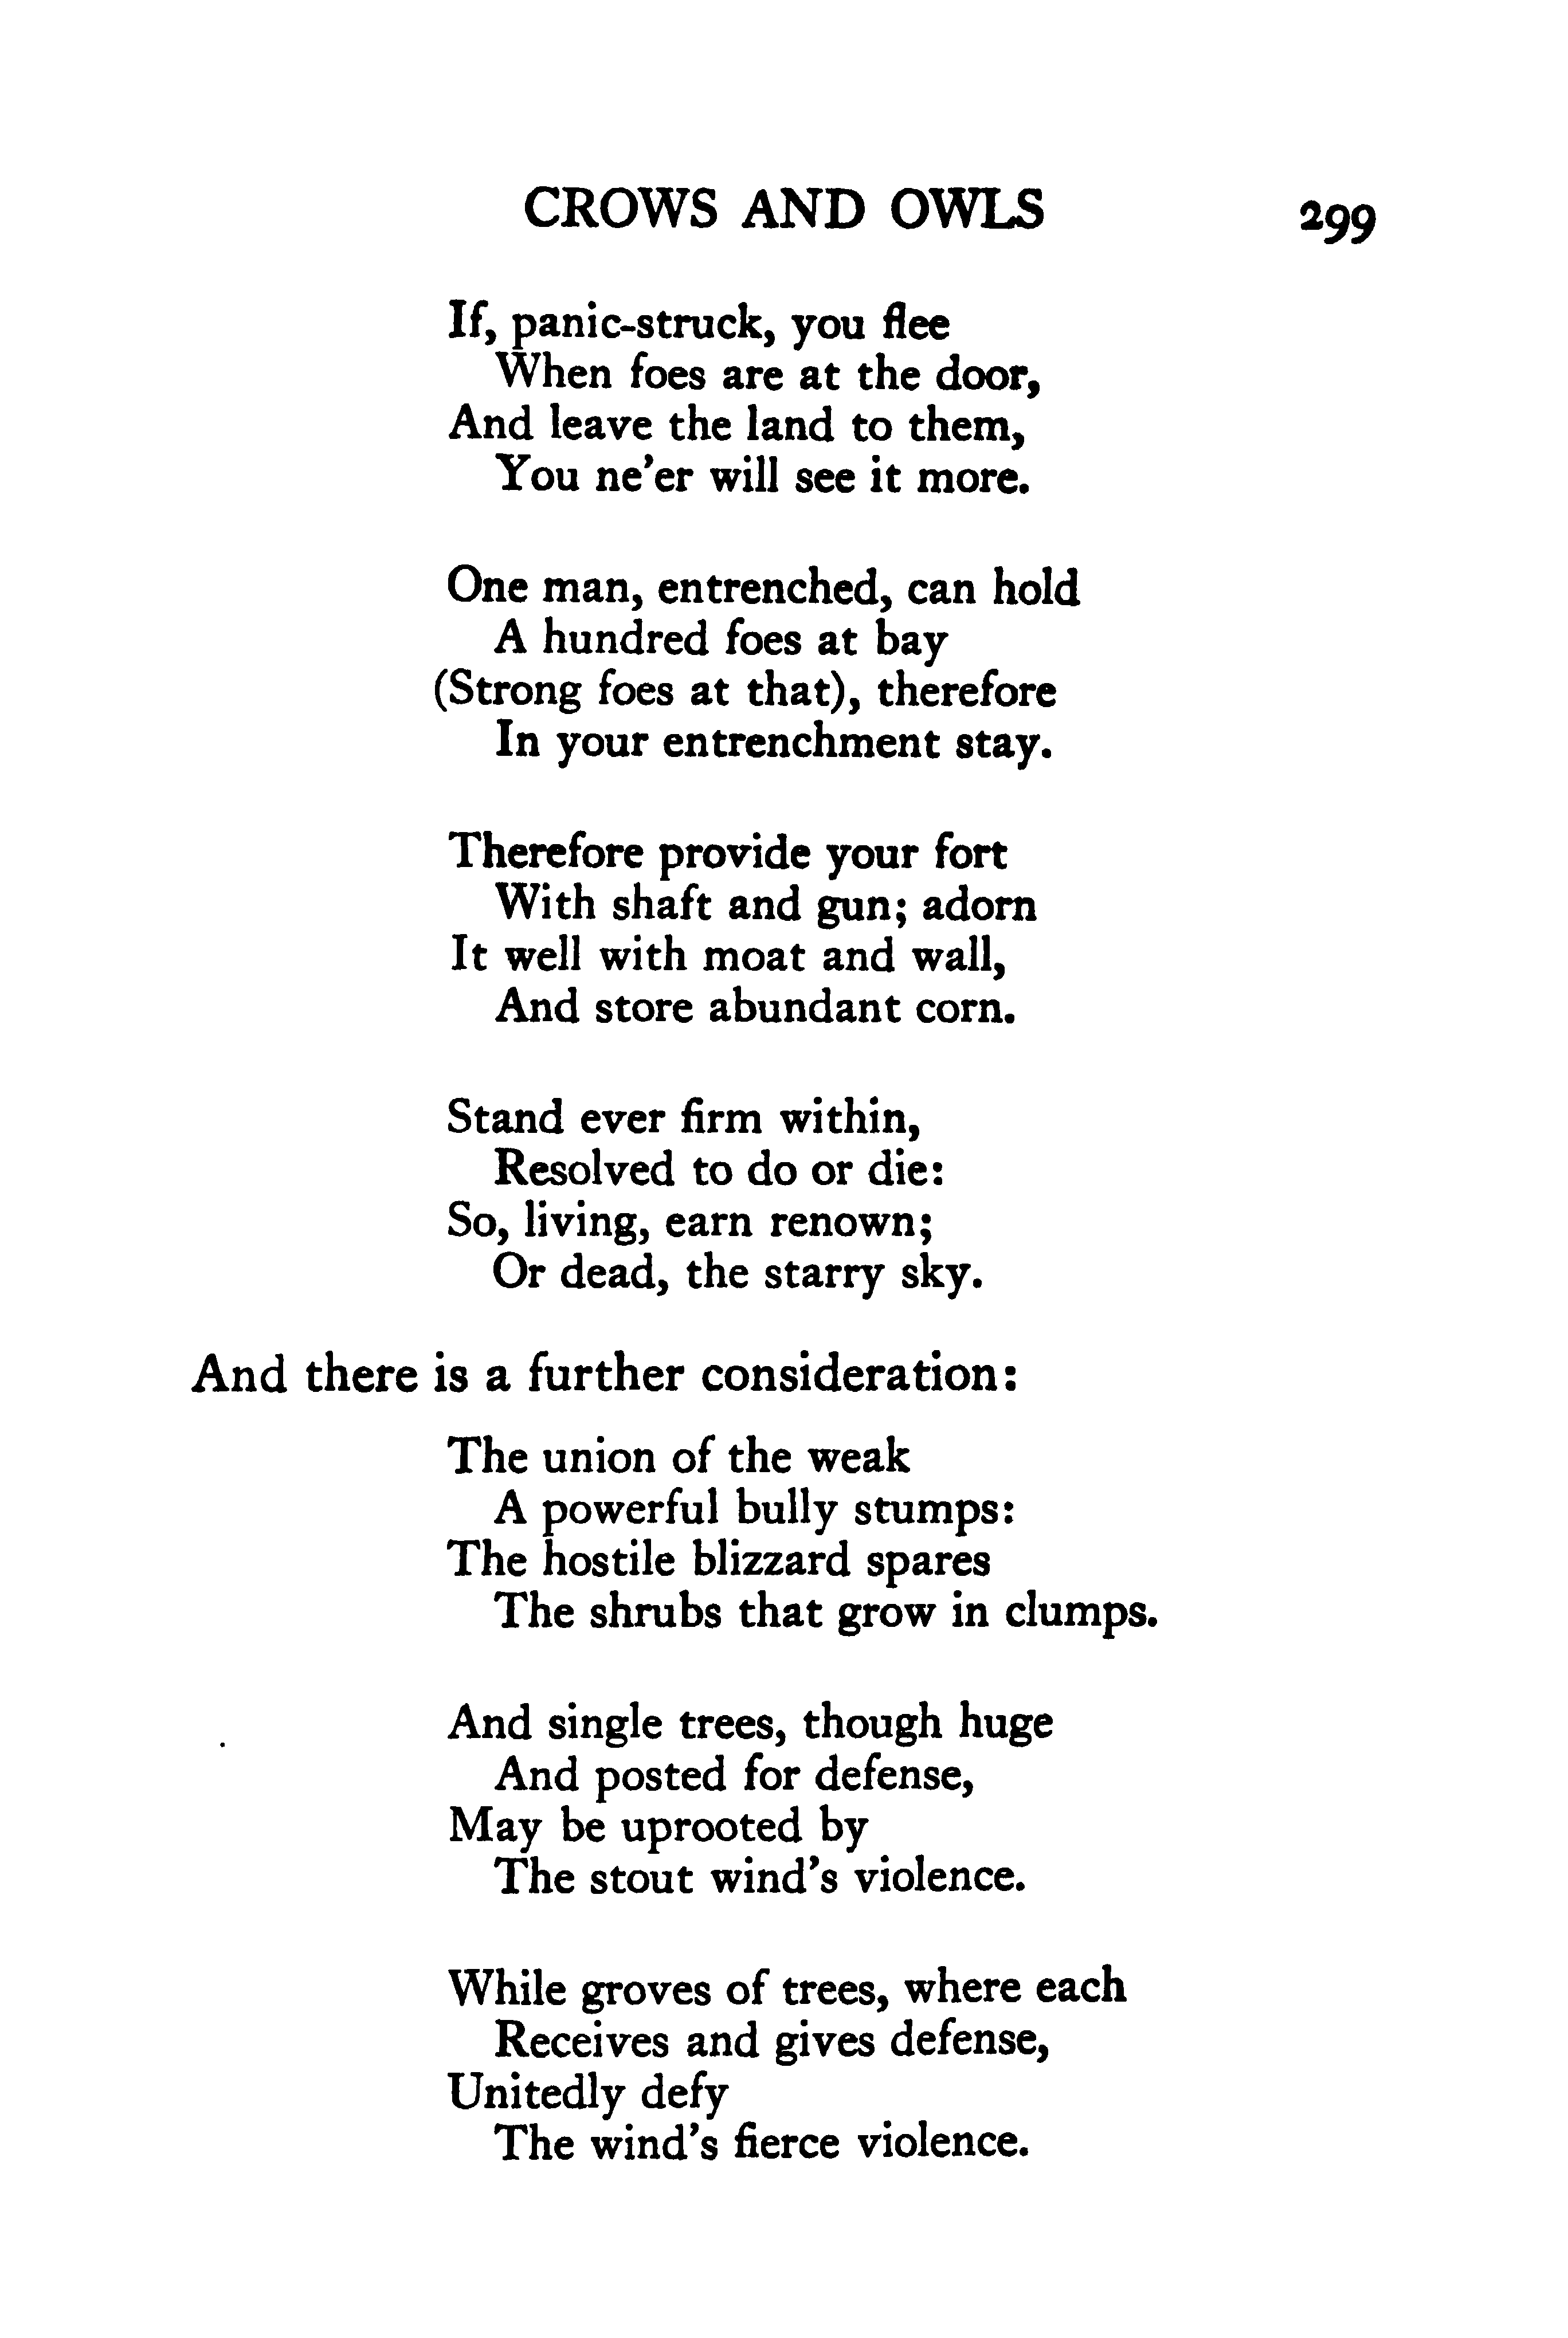 CROWS AND OWLS 299
If, panic-struck, you flee
When foes are at the door,
And leave the land to them,
You ne'er will see it more.
One man, entrenched, can hold
A hundred foes at bay
(Strong foes at that), therefore
In your entrenchment stay.
Therefore provide your fort
With shaft and gun; adorn
It well with moat and wall,
And store abundant corn.
Stand ever firm within,
Resolved to do or die:
So, living, earn renown;
Or dead, the starry sky.
And there is a further consideration:
The union of the weak
A powerful bully stumps:
The hostile blizzard spares
The shrubs that grow in clumps.
And single trees, though huge
And posted for defense,
May be uprooted by
The stout wind's violence.
While groves of trees, where each
Receives and gives defense,
Unitedly defy
The wind's fierce violence.